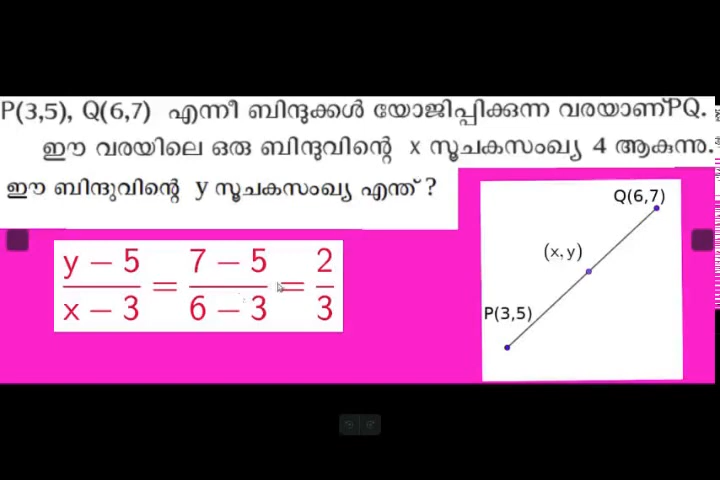 P(3,5), Q(6,7) എന്നീ ബിന്ദുക്കൾ യോജിപ്പിക്കുന്ന വരയാണ്PQ.
ഈ വരയിലെ ഒരു ബിന്ദുവിന്റെ x സൂചകസംഖ്യ 4 ആകുന്നു.
ഈ ബിന്ദുവിന്റെ y സൂചകസംഖ്യ എന്ത് ?
Q(6,7)
(x, y)
P(3,5)
y − 5 / x − 3 = 7 − 5 / 6 − 3 = 2 / 3